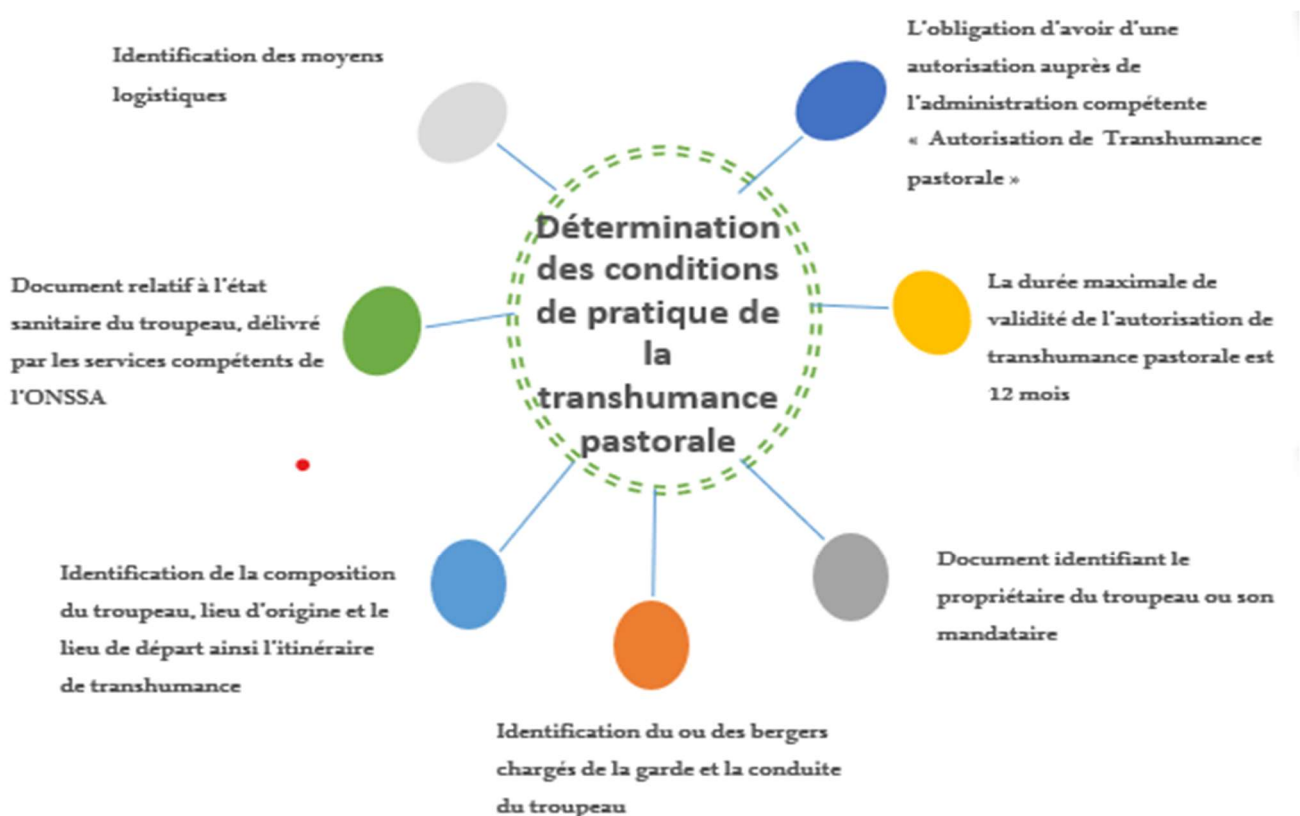 Identification des moyens
logistiques
L'obligation d'avoir d'une
autorisation auprès de
l'administration compétente
« Autorisation de Transhumance
pastorale »
Détermination
des conditions
de pratique de
la
transhumance
pastorale
Document relatif à l'état
sanitaire du troupeau, délivré
par les services compétents de
l'ONSSA
La durée maximale de
validité de l'autorisation de
transhumance pastorale est
12 mois
Identification de la composition
du troupeau, lieu d'origine et le
lieu de départ ainsi l'itinéraire
de transhumance
Document identifiant le
propriétaire du troupeau ou son
mandataire
Identification du ou des bergers
chargés de la garde et la conduite
du troupeau